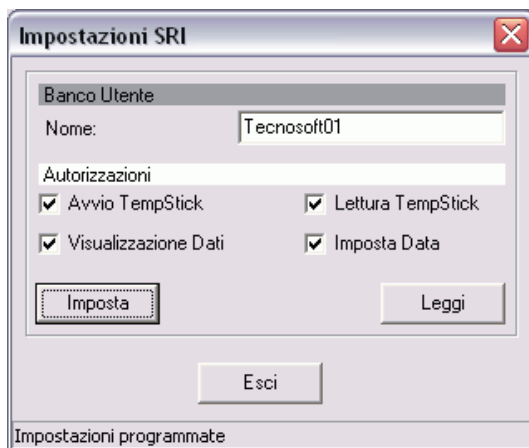 Impostazioni SRI
Banco Utente
Nome: Tecnosoft01
Autorizzazioni
Avvio TempStick Lettura TempStick
Visualizzazione Dati Imposta Data
Imposta Leggi
Esci
Impostazioni programmate